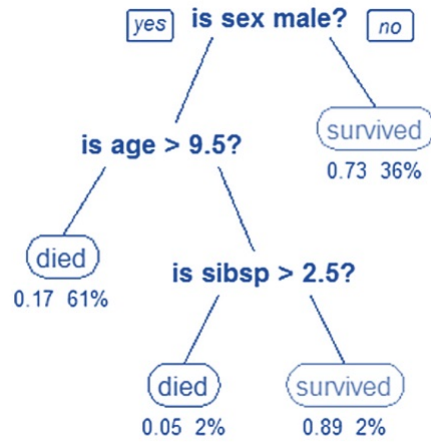 yes is sex male? no
is age > 9.5?
survived
0.73 36%
died
0.17 61%
is sibsp > 2.5?
died
0.05 2%
survived
0.89 2%